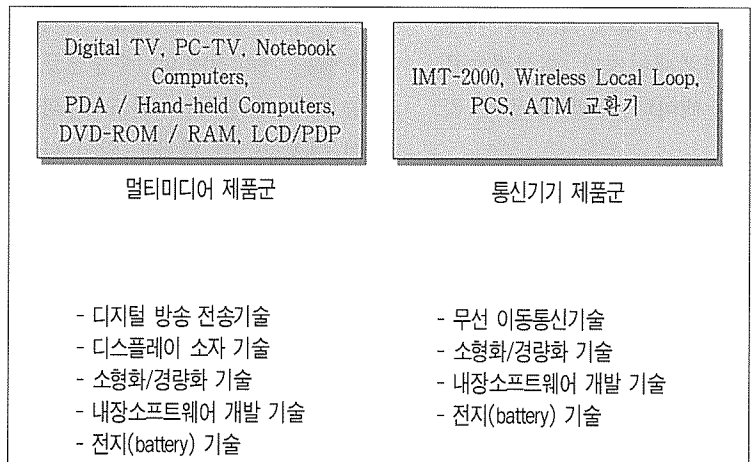 Digital TV, PC-TV, Notebook
Computers,
PDA / Hand-held Computers,
DVD-ROM / RAM, LCD/PDP
멀티미디어 제품군
IMT-2000, Wireless Local Loop,
PCS, ATM 교환기
통신기기 제품군
- 디지털 방송 전송기술
- 디스플레이 소자 기술
- 소형화/경량화 기술
- 내장소프트웨어 개발 기술
- 전지(battery) 기술
- 무선 이동통신기술
- 소형화/경량화 기술
- 내장소프트웨어 개발 기술
- 전지(battery) 기술